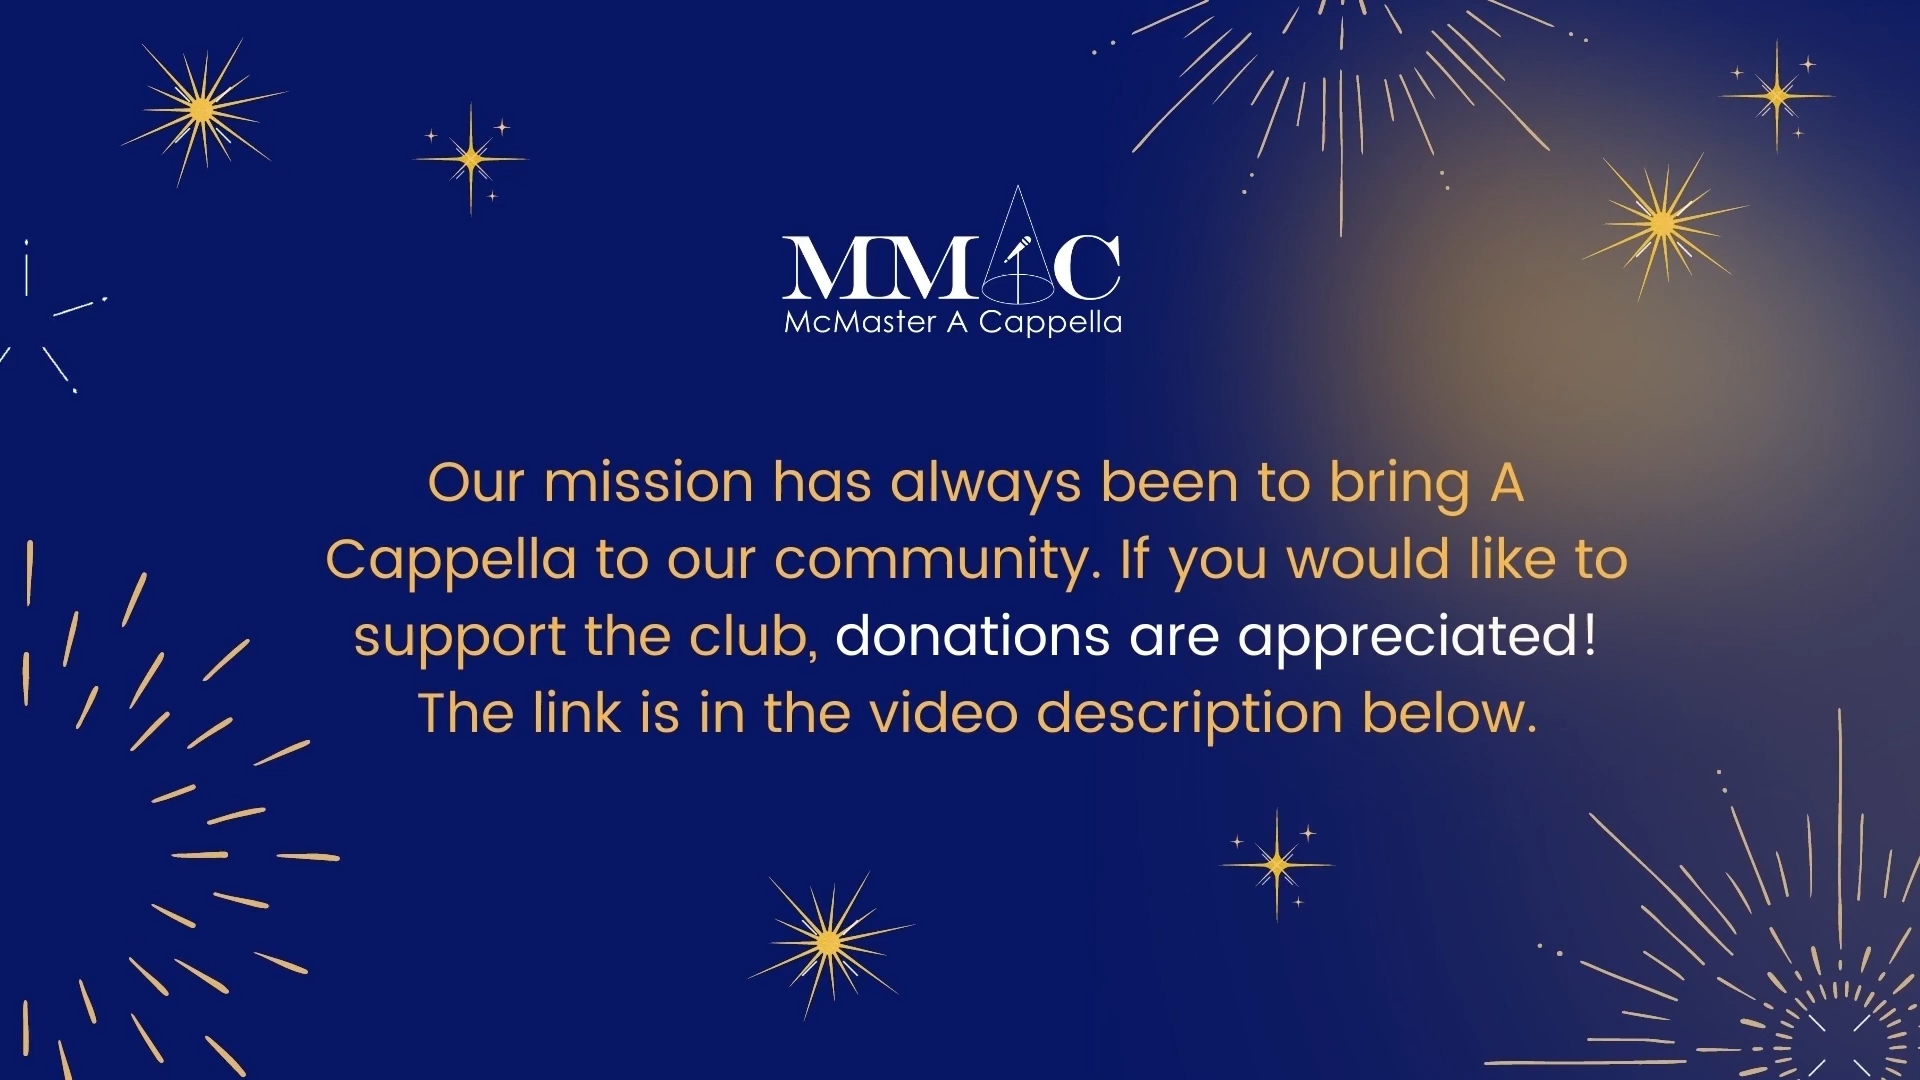 MMAC
McMaster A Cappella
Our mission has always been to bring A
Cappella to our community. If you would like to
support the club, donations are appreciated!
The link is in the video description below.